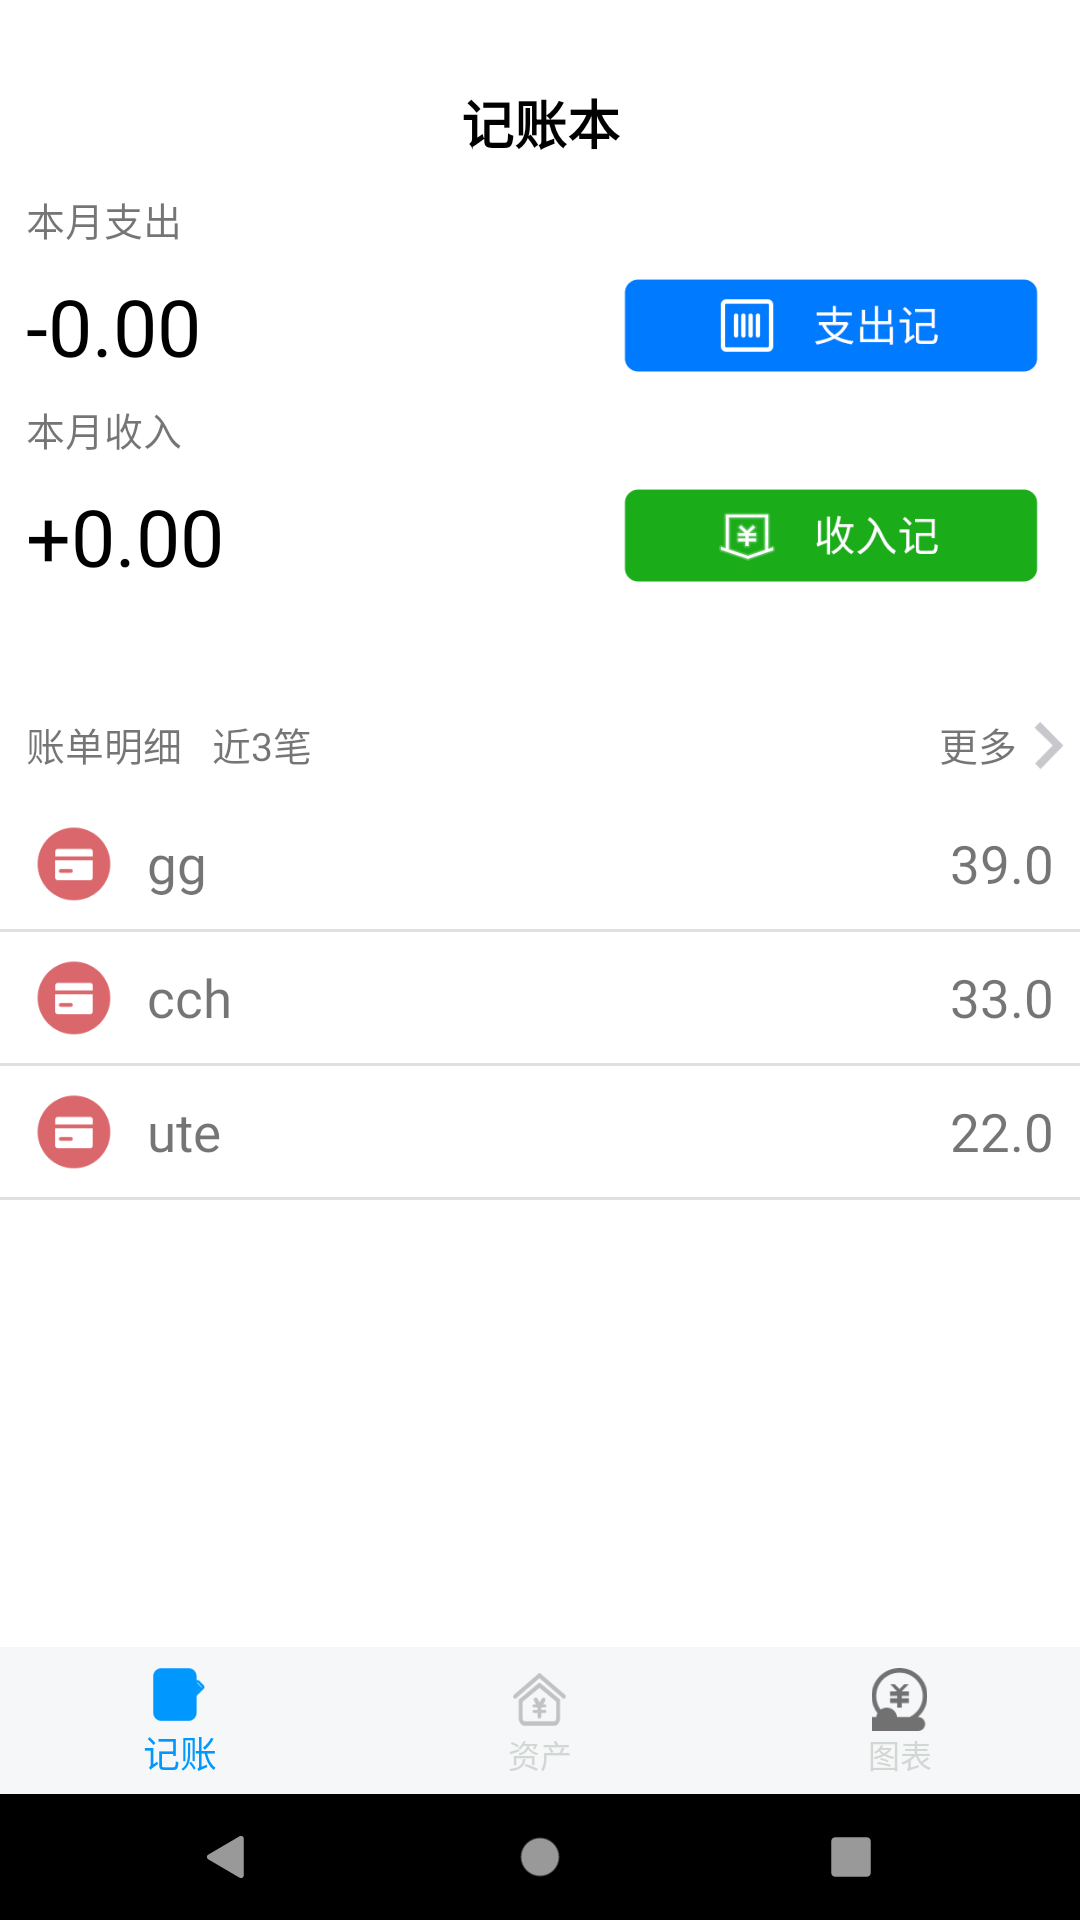 记账本
本月支出
-0.00
支出记
本月收入
+0.00
收入记
账单明细 近3笔 更多
gg 39.0
cch 33.0
ute 22.0
记账 资产 图表